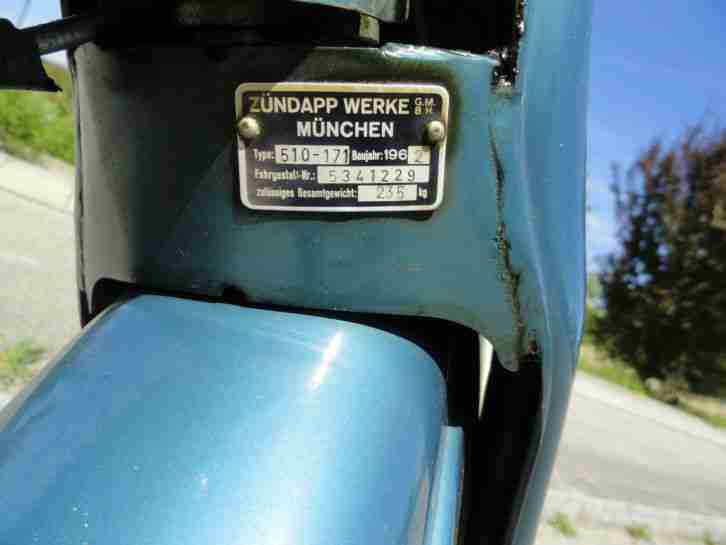 ZÜNDAPP WERKE G.M.B.H.
MÜNCHEN
Type: 510-171 Baujahr: 1962
Fahrgestell-Nr.: 5341229
zulässiges Gesamtgewicht: 235 kg